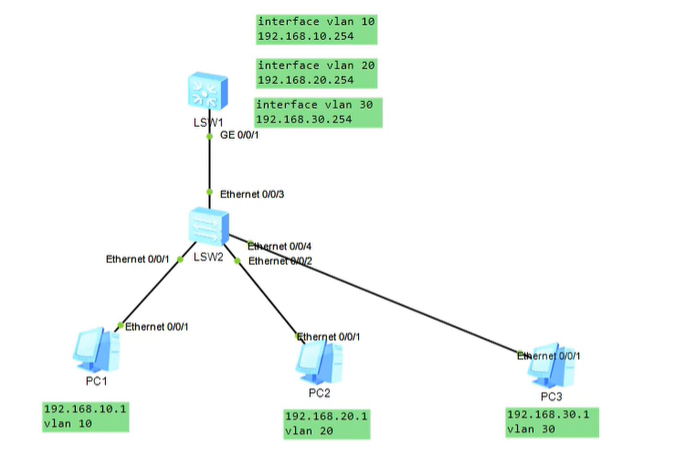 interface vlan 10
192.168.10.254
interface vlan 20
192.168.20.254
interface vlan 30
192.168.30.254
LSW1
GE 0/0/1
Ethernet 0/0/3
Ethernet 0/0/4
Ethernet 0/0/1
LSW2
Ethernet 0/0/2
Ethernet 0/0/1
Ethernet 0/0/1
Ethernet 0/0/1
PC1
PC2
PC3
192.168.10.1
vlan 10
192.168.20.1
vlan 20
192.168.30.1
vlan 30